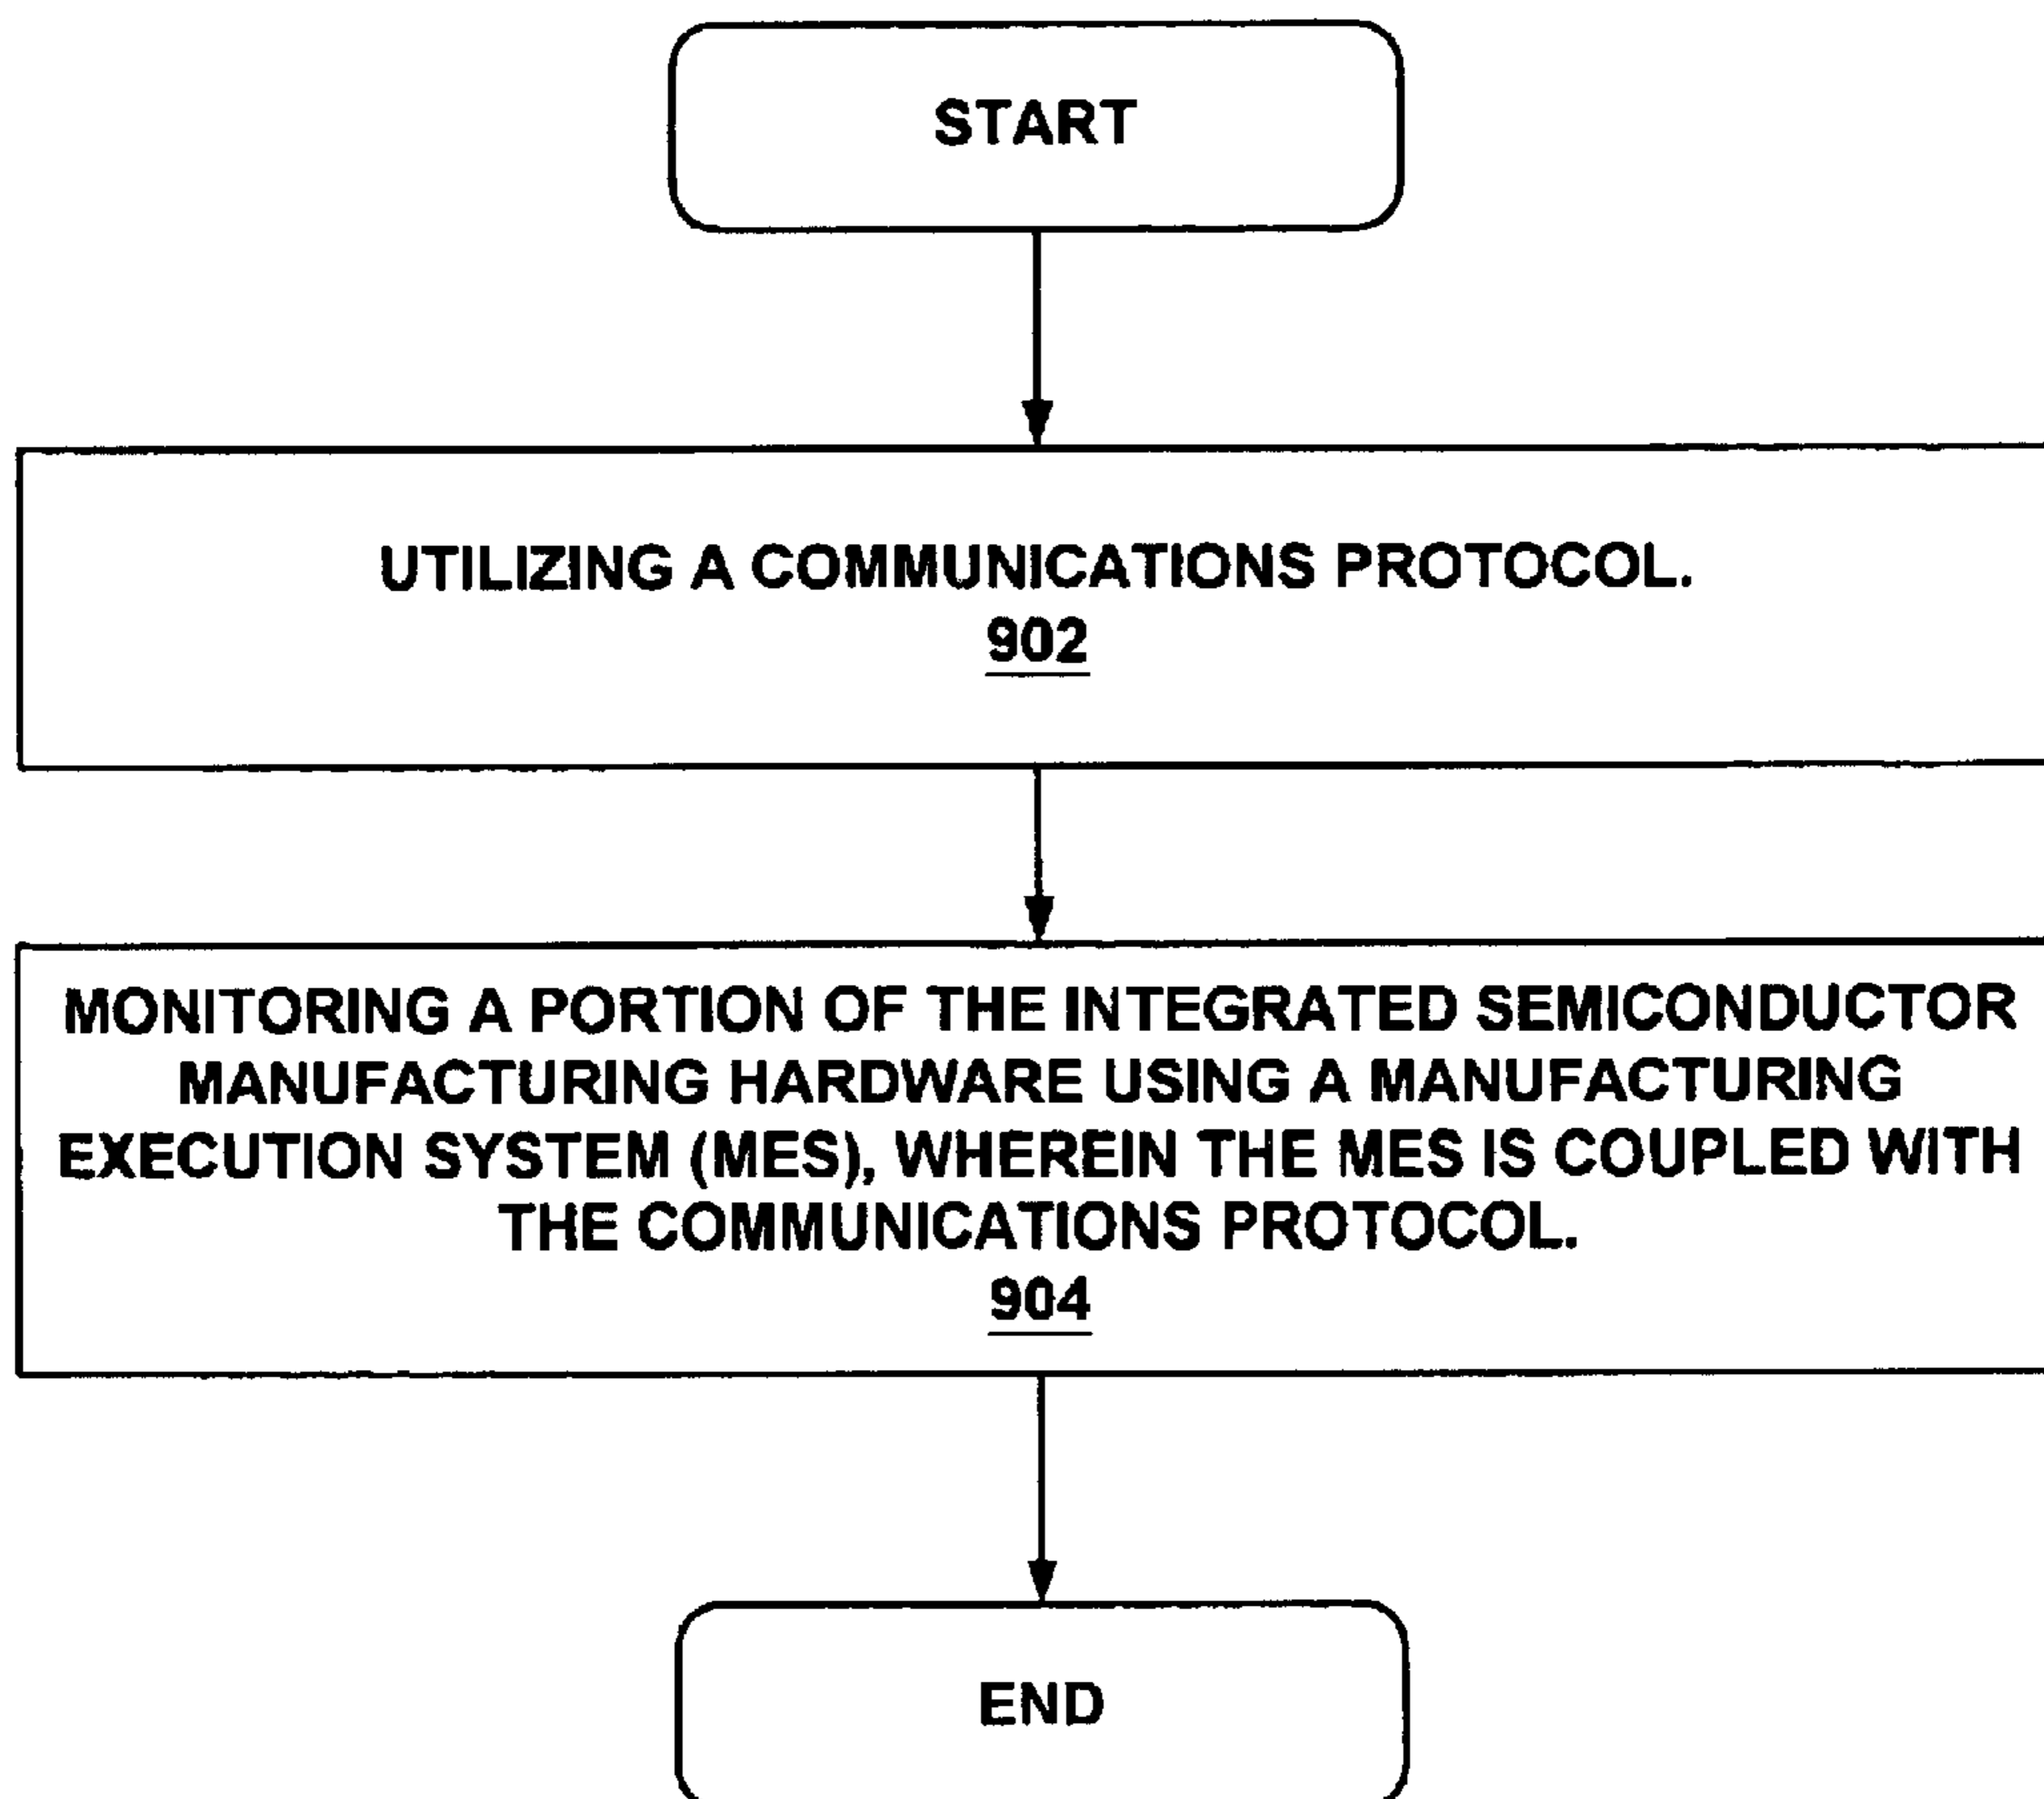 START
UTILIZING A COMMUNICATIONS PROTOCOL.
902
MONITORING A PORTION OF THE INTEGRATED SEMICONDUCTOR
MANUFACTURING HARDWARE USING A MANUFACTURING
EXECUTION SYSTEM (MES), WHEREIN THE MES IS COUPLED WITH
THE COMMUNICATIONS PROTOCOL.
904
END